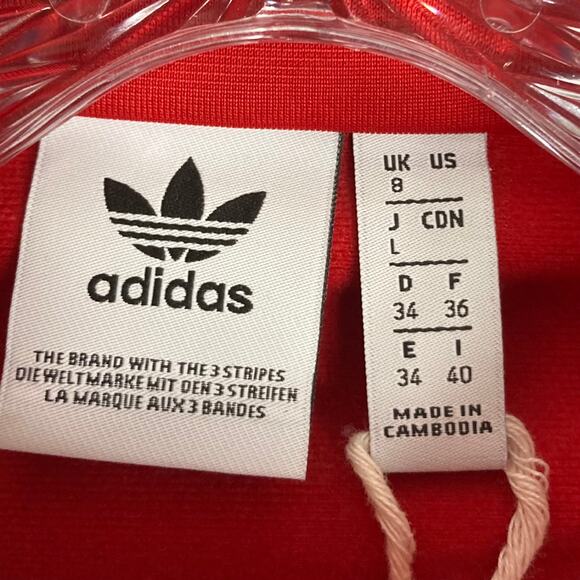 adidas
THE BRAND WITH THE 3 STRIPES
DIE WELTMARKE MIT DEN 3 STREIFEN
LA MARQUE AUX 3 BANDES
UK US
8
J CDN
L
D F
34 36
E I
34 40
MADE IN
CAMBODIA